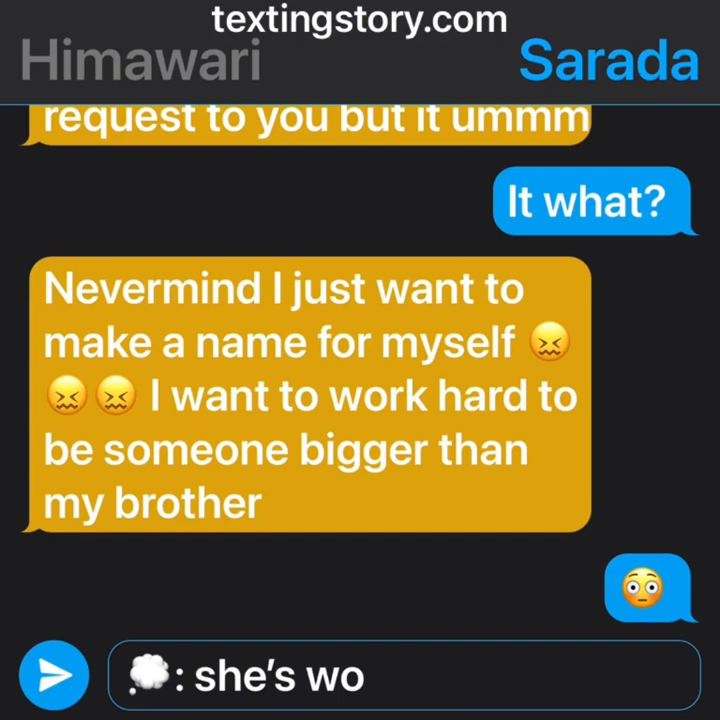 textingstory.com
Himawari
Sarada
request to you but it ummm
It what?
Nevermind I just want to
make a name for myself 😖
😖 😖 I want to work hard to
be someone bigger than
my brother
😳
💭: she's wo